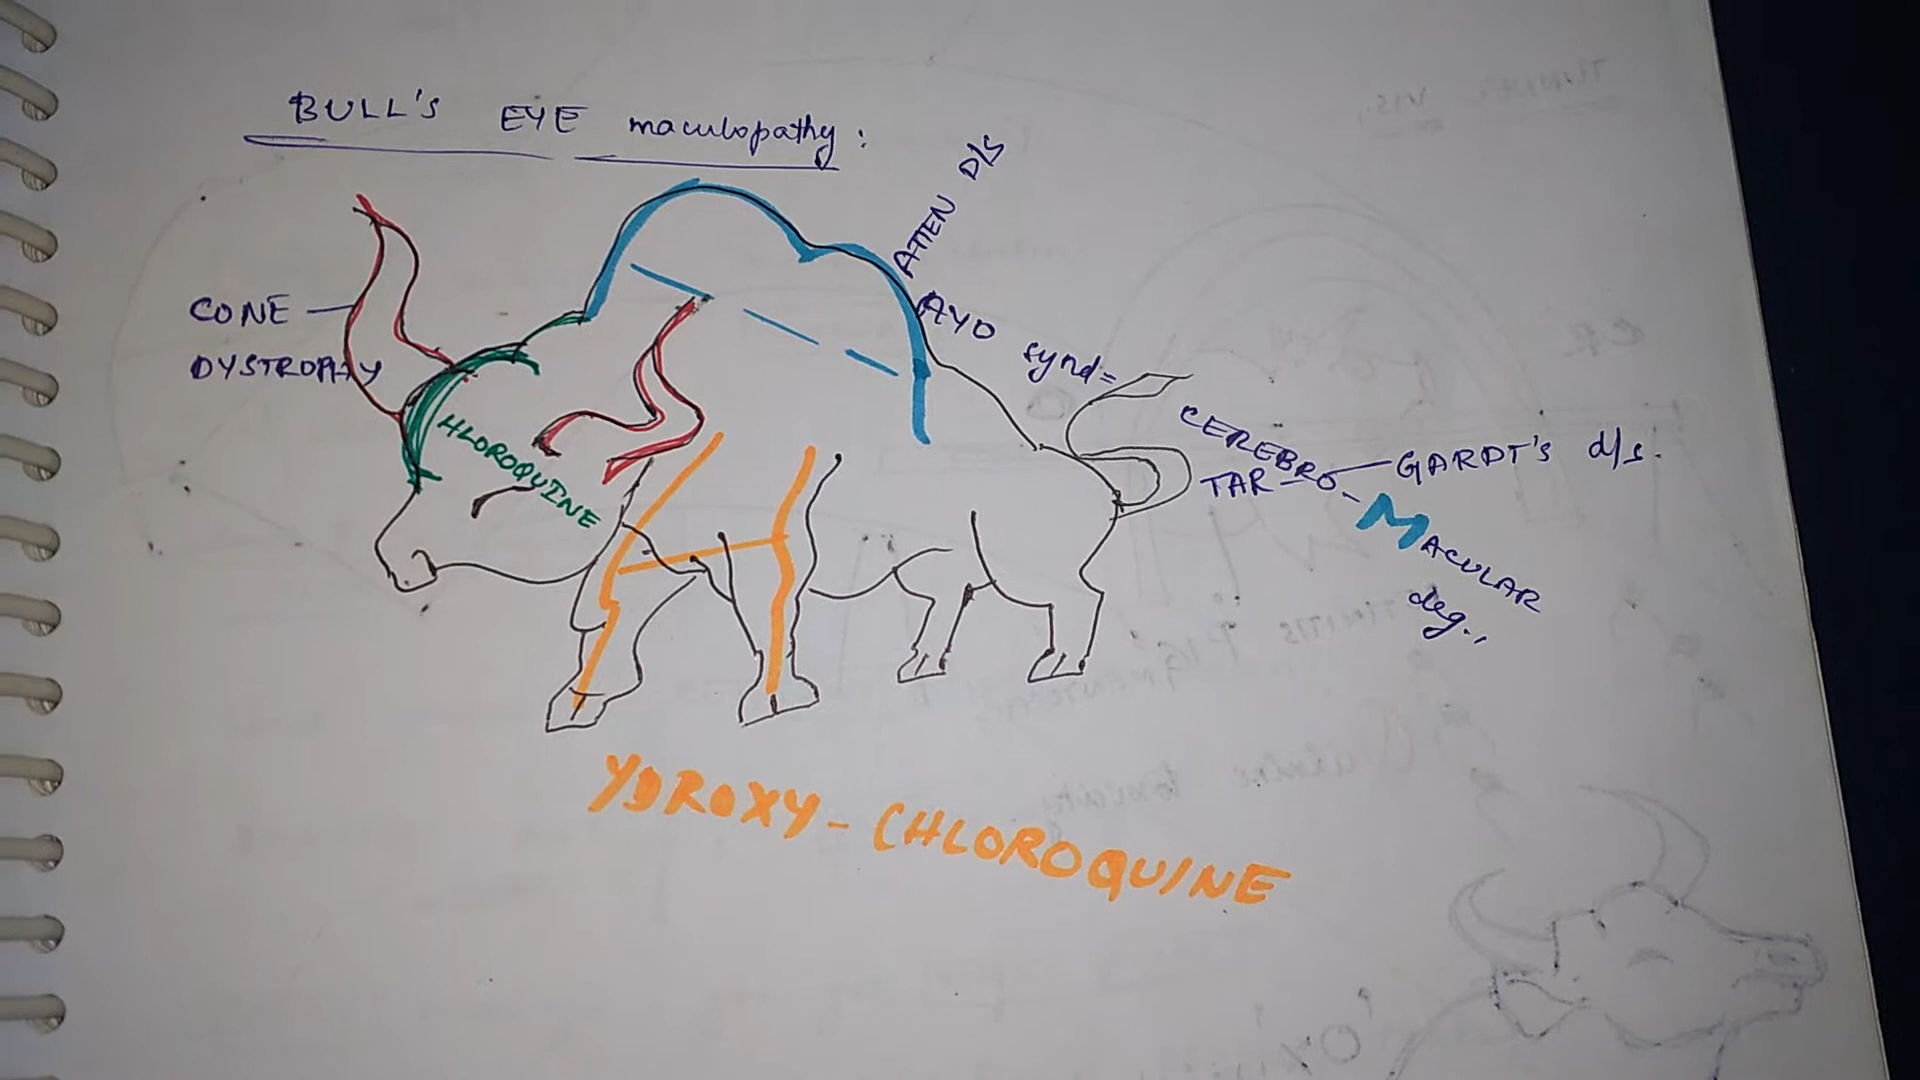 BULL'S EYE maculopathy:
ATTEN D/S
AYO synd=
CONE
DYSTROPHY
HLOROQUINE
CEREBRO-MACULAR
deg.,
TAR
GARDT'S d/s.
YDROXY-CHLOROQUINE